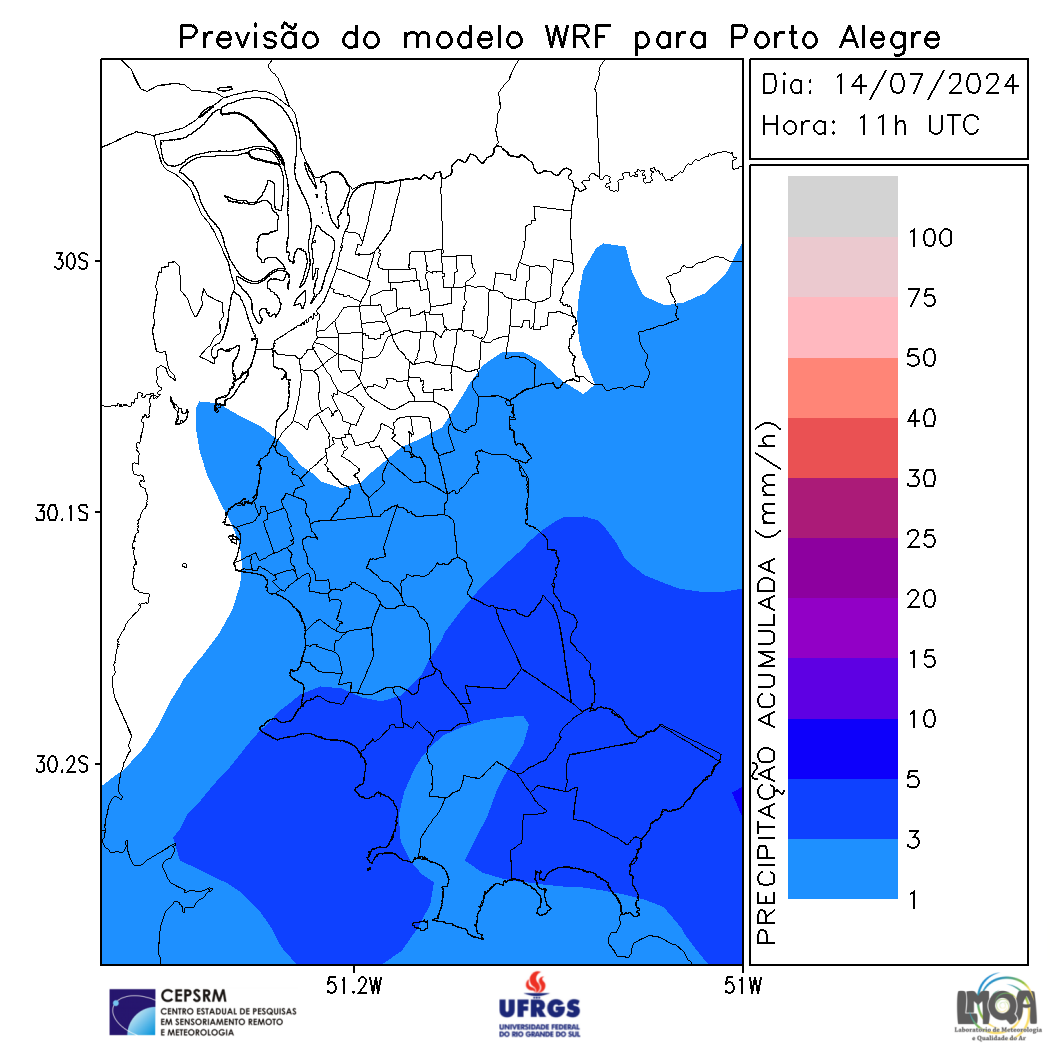 Previsão do modelo WRF para Porto Alegre
Dia: 14/07/2024
Hora: 11h UTC
30S
30.1S
30.2S
51.2W
51W
PRECIPITAÇÃO ACUMULADA (mm/h)
100
75
50
40
30
25
20
15
10
5
3
1
CEPSRM
CENTRO ESTADUAL DE PESQUISAS
EM SENSORIAMENTO REMOTO
E METEOROLOGIA
UFRGS
UNIVERSIDADE FEDERAL
DO RIO GRANDE DO SUL
LMQA
Laboratório de Meteorologia
e Qualidade do Ar